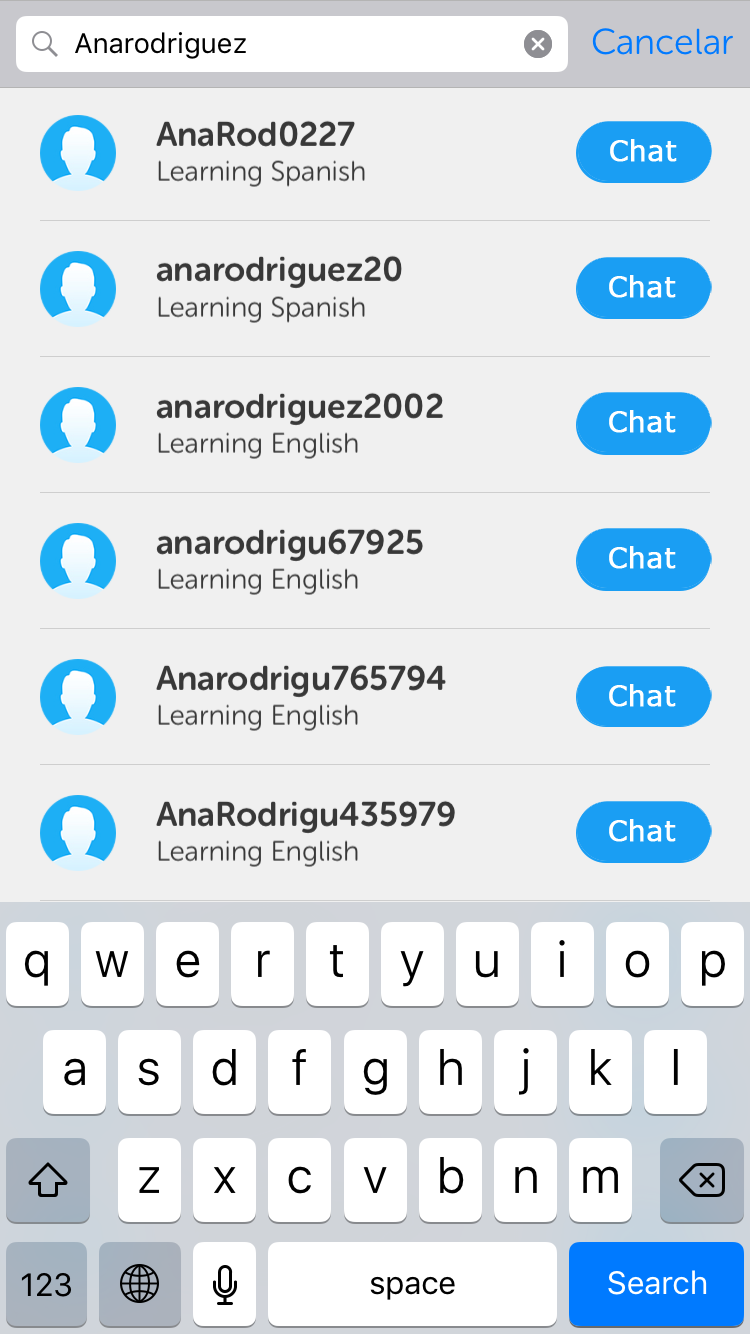 Anarodriguez Cancelar
AnaRod0227
Learning Spanish
Chat
anarodriguez20
Learning Spanish
Chat
anarodriguez2002
Learning English
Chat
anarodrigu67925
Learning English
Chat
Anarodrigu765794
Learning English
Chat
AnaRodrigu435979
Learning English
Chat
q w e r t y u i o p
a s d f g h j k l
z x c v b n m
123 space Search